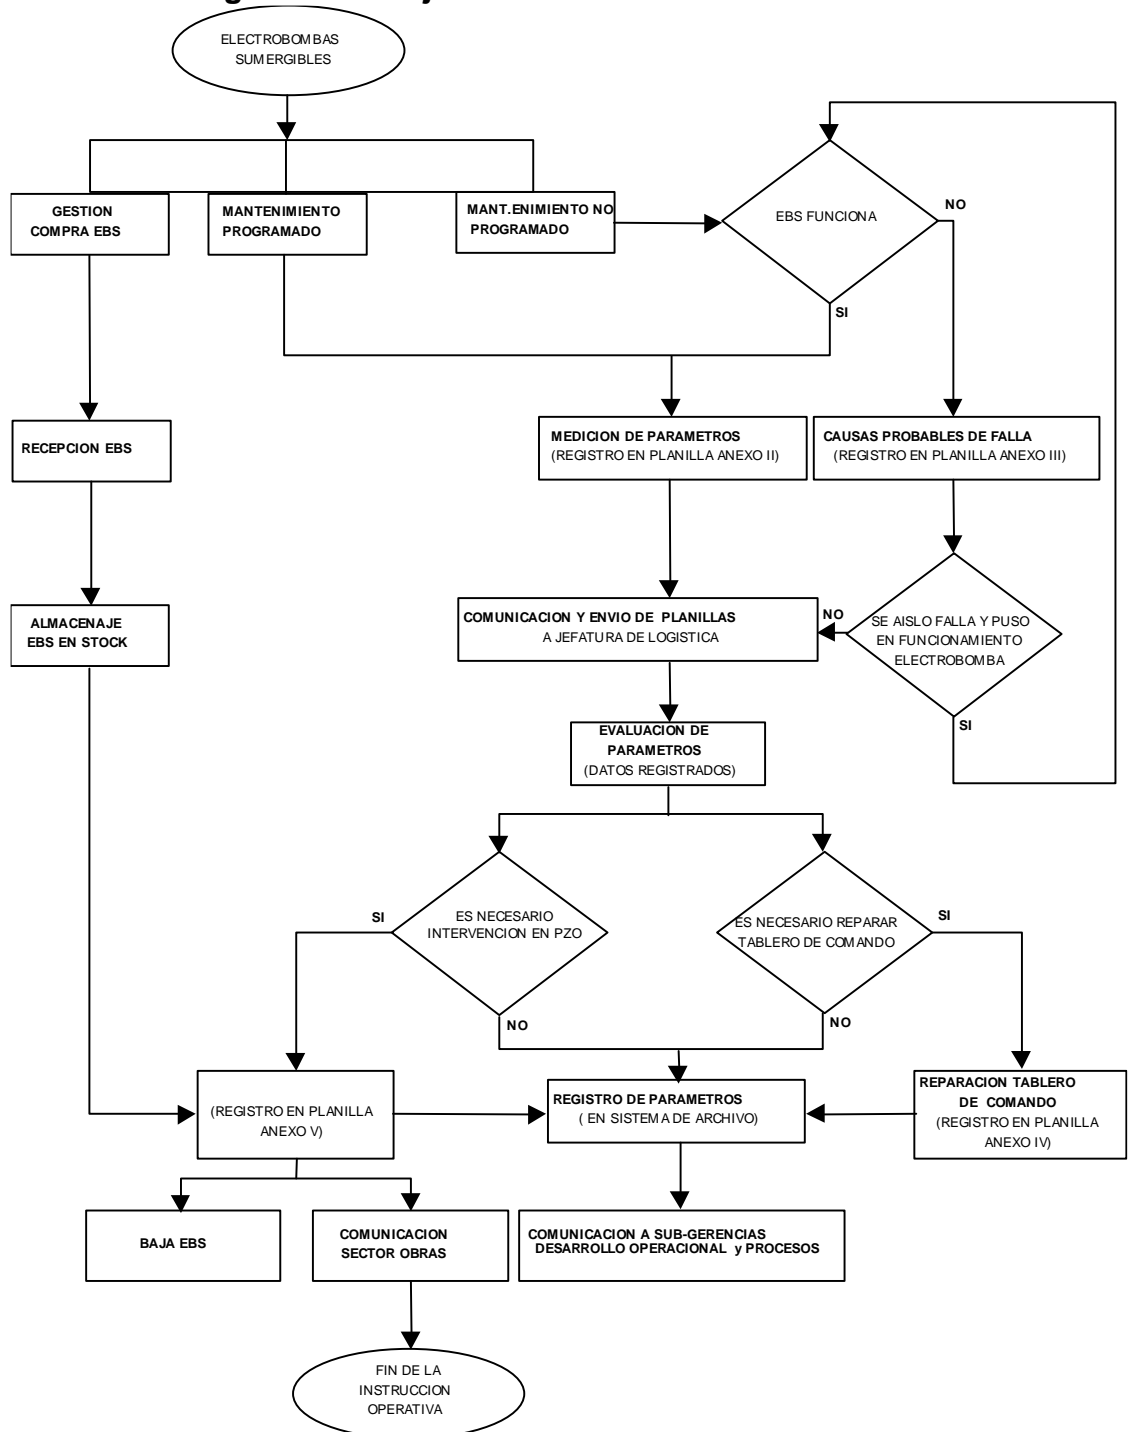 ELECTROBOMBAS
SUMERGIBLES
GESTION
COMPRA EBS
MANTENIMIENTO
PROGRAMADO
MANT.ENIMIENTO NO
PROGRAMADO
EBS FUNCIONA
NO
SI
RECEPCION EBS
MEDICION DE PARAMETROS
(REGISTRO EN PLANILLA ANEXO II)
CAUSAS PROBABLES DE FALLA
(REGISTRO EN PLANILLA ANEXO III)
ALMACENAJE
EBS EN STOCK
COMUNICACION Y ENVIO DE PLANILLAS
A JEFATURA DE LOGISTICA
NO
SE AISLO FALLA Y PUSO
EN FUNCIONAMIENTO
ELECTROBOMBA
SI
EVALUACION DE
PARAMETROS
(DATOS REGISTRADOS)
SI
ES NECESARIO
INTERVENCION EN PZO
NO
ES NECESARIO REPARAR
TABLERO DE COMANDO
SI
NO
(REGISTRO EN PLANILLA
ANEXO V)
REGISTRO DE PARAMETROS
( EN SISTEMA DE ARCHIVO)
REPARACION TABLERO
DE COMANDO
(REGISTRO EN PLANILLA
ANEXO IV)
BAJA EBS
COMUNICACION
SECTOR OBRAS
COMUNICACION A SUB-GERENCIAS
DESARROLLO OPERACIONAL y PROCESOS
FIN DE LA
INSTRUCCION
OPERATIVA